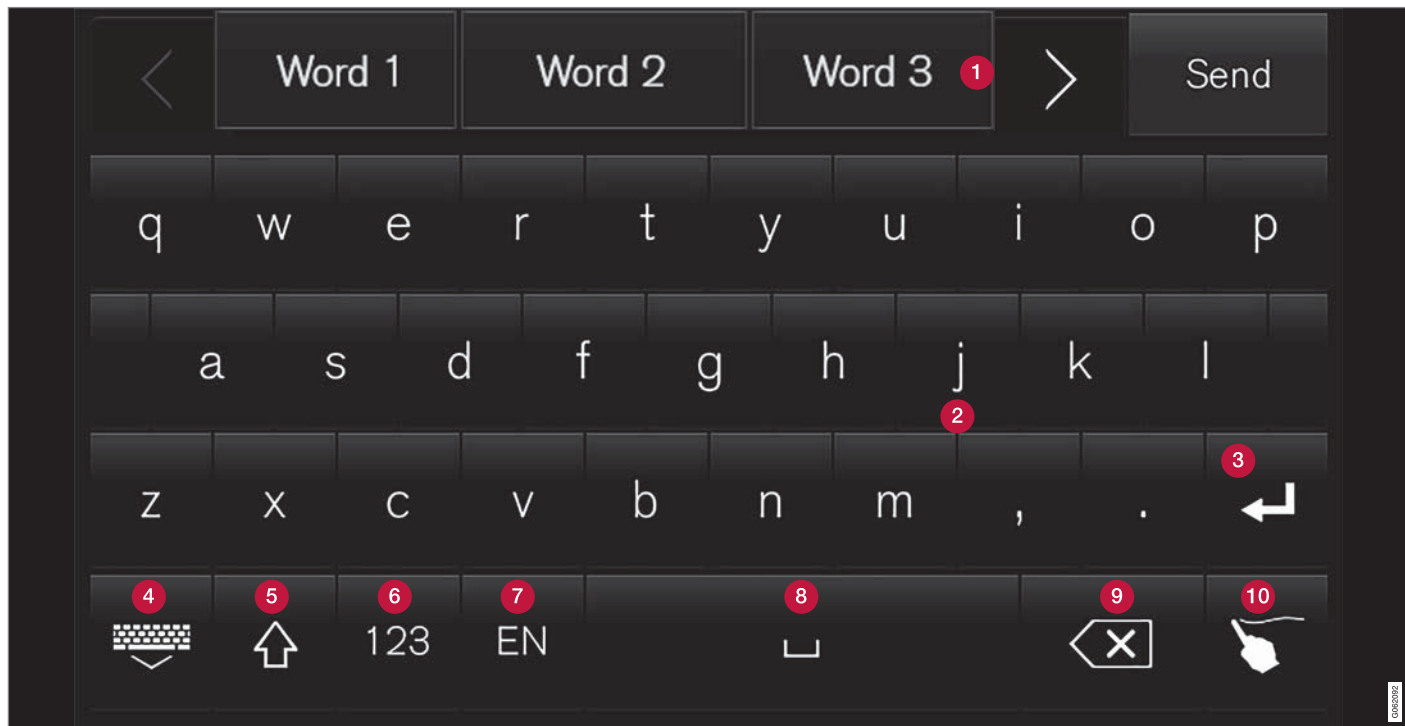 Word 1 Word 2 Word 3 1 Send
q w e r t y u i o p
a s d f g h j k l
2
3
z x c v b n m , .
4 5 6 7 8 9 10
123 EN
G062092